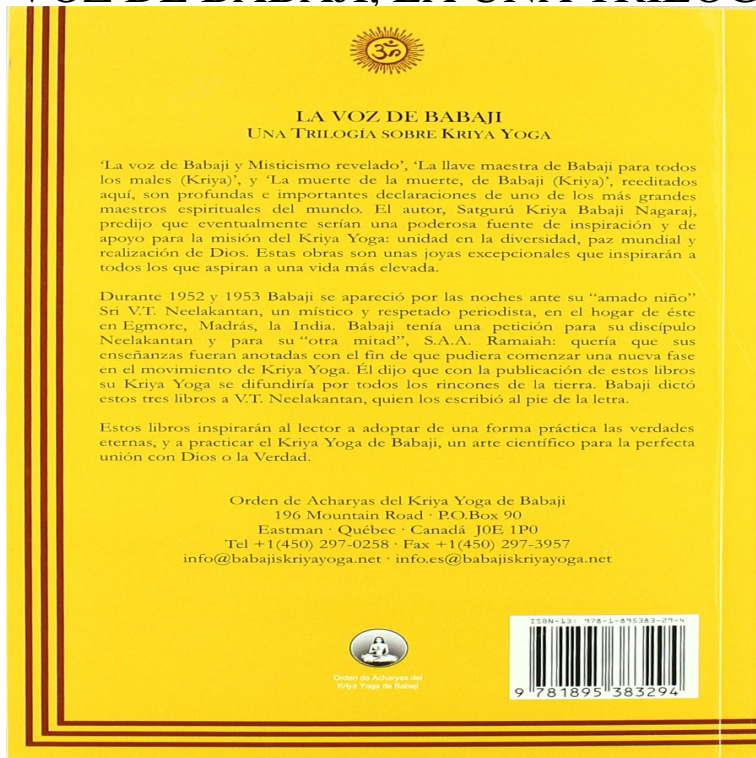 VOZ DE BABAJI, LA UNA TRILOG
ॐ
LA VOZ DE BABAJI
UNA TRILOGÍA SOBRE KRIYA YOGA
‘La voz de Babaji y Misticismo revelado’, ‘La llave maestra de Babaji para todos
los males (Kriya)’, y ‘La muerte de la muerte, de Babaji (Kriya)’, reeditados
aquí, son profundas e importantes declaraciones de uno de los más grandes
maestros espirituales del mundo. El autor, Satgurú Kriya Babaji Nagaraj,
predijo que eventualmente serían una poderosa fuente de inspiración y de
apoyo para la misión del Kriya Yoga: unidad en la diversidad, paz mundial y
realización de Dios. Estas obras son unas joyas excepcionales que inspirarán a
todos los que aspiran a una vida más elevada.
Durante 1952 y 1953 Babaji se apareció por las noches ante su “amado niño”
Sri V.T. Neelakantan, un místico y respetado periodista, en el hogar de éste
en Egmore, Madrás, la India. Babaji tenía una petición para su discípulo
Neelakantan y para su “otra mitad”, S.A.A. Ramaiah: quería que sus
enseñanzas fueran anotadas con el fin de que pudiera comenzar una nueva fase
en el movimiento de Kriya Yoga. Él dijo que con la publicación de estos libros
su Kriya Yoga se difundiría por todos los rincones de la tierra. Babaji dictó
estos tres libros a V.T. Neelakantan, quien los escribió al pie de la letra.
Estos libros inspirarán al lector a adoptar de una forma práctica las verdades
eternas, y a practicar el Kriya Yoga de Babaji, un arte científico para la perfecta
unión con Dios o la Verdad.
Orden de Acharyas del Kriya Yoga de Babaji
196 Mountain Road · P.O.Box 90
Eastman · Québec · Canadá J0E 1P0
Tel +1(450) 297-0258 · Fax +1(450) 297-3957
info@babajiskriyayoga.net · info.es@babajiskriyayoga.net
Orden de Acharyas del
Kriya Yoga de Babaji
ISBN-13: 978-1-895383-29-4
9 781895 383294